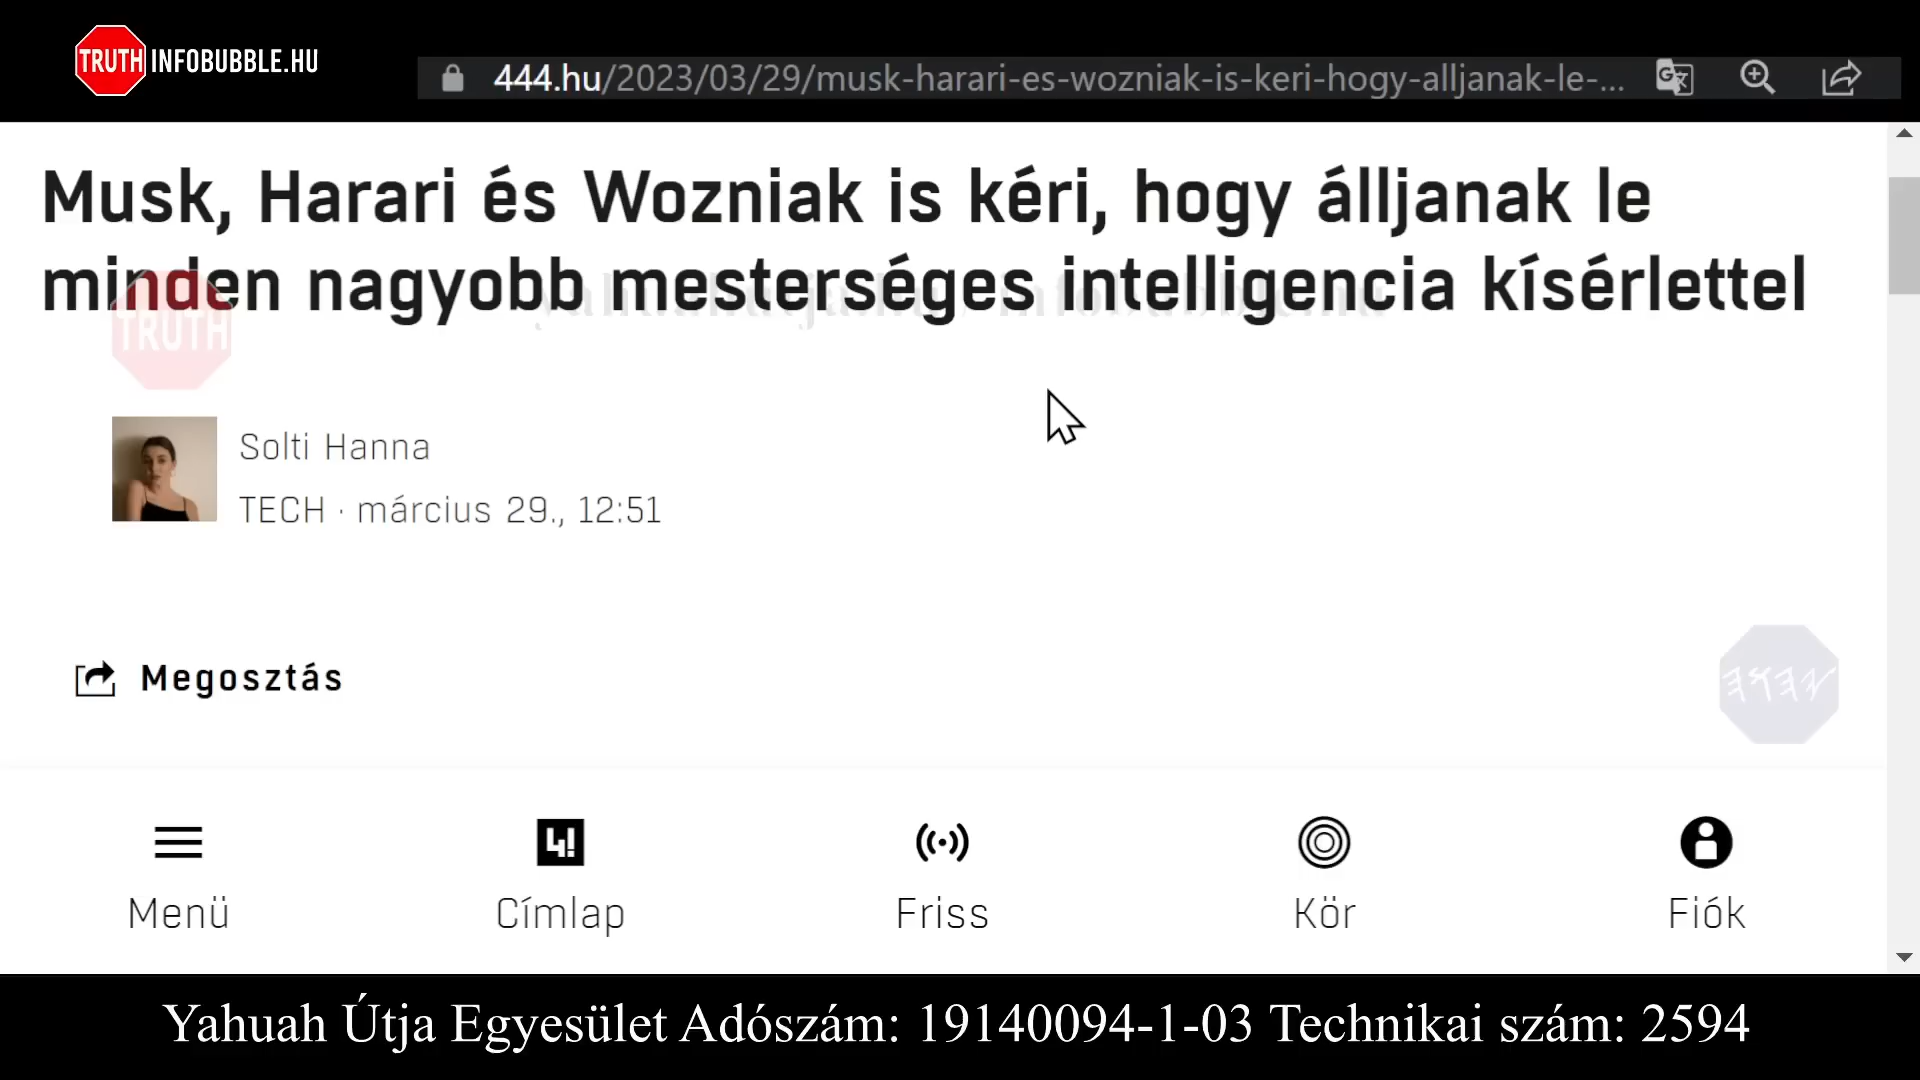 TRUTH INFOBUBBLE.HU
444.hu/2023/03/29/musk-harari-es-wozniak-is-keri-hogy-alljanak-le-...
Musk, Harari és Wozniak is kéri, hogy álljanak le
minden nagyobb mesterséges intelligencia kísérlettel
TRUTH
Solti Hanna
TECH · március 29., 12:51
Megosztás
Menü
Címlap
Friss
Kör
Fiók
Yahuah Útja Egyesület Adószám: 19140094-1-03 Technikai szám: 2594